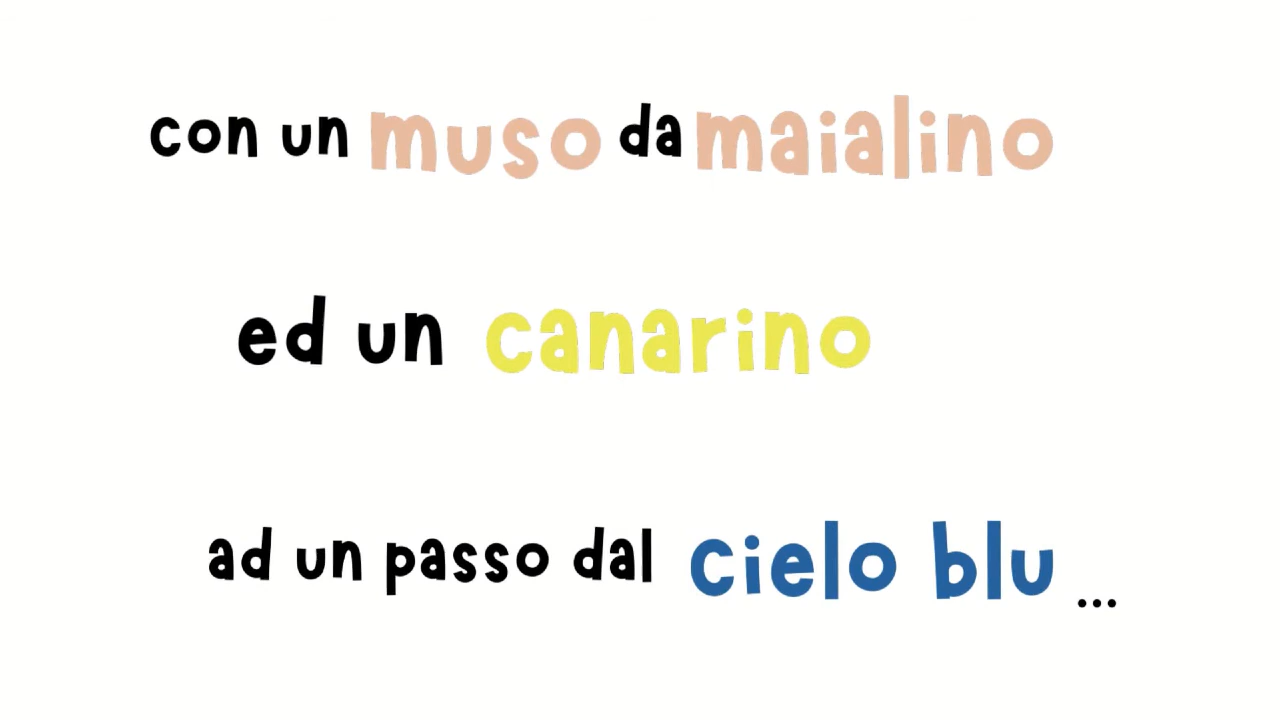 con un muso da maialino
ed un canarino
ad un passo dal cielo blu ...